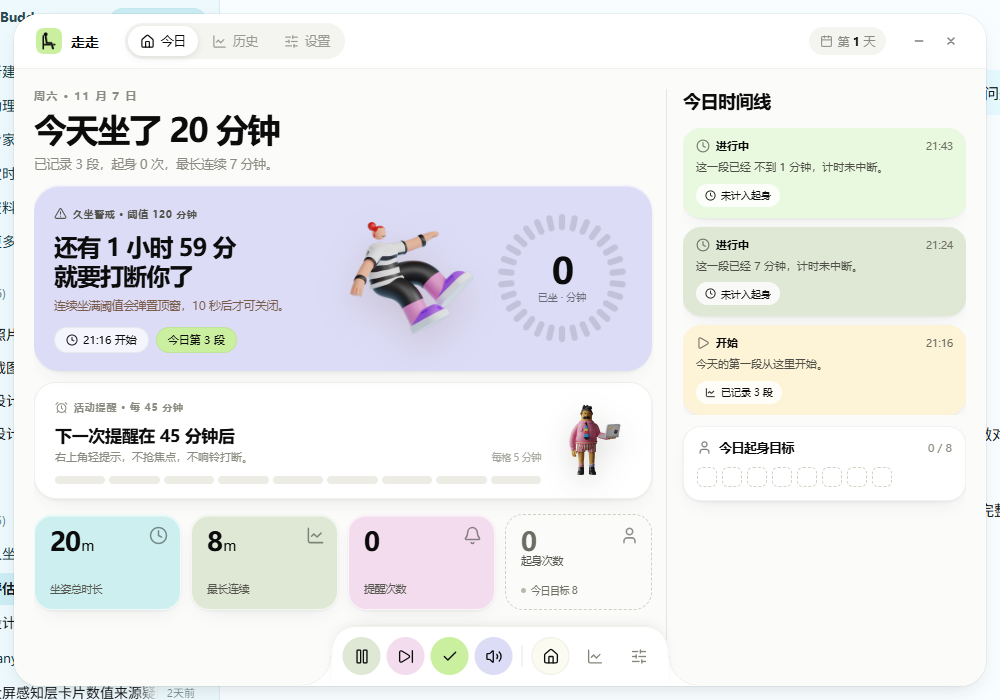 走走
今日
历史
设置
第 1 天
周六 • 11 月 7 日
今天坐了 20 分钟
已记录 3 段，起身 0 次，最长连续 7 分钟。
久坐警戒 • 阈值 120 分钟
还有 1 小时 59 分
就要打断你了
连续坐满阈值会弹置顶窗，10 秒后才可关闭。
21:16 开始
今日第 3 段
0
已坐 · 分钟
活动提醒 • 每 45 分钟
下一次提醒在 45 分钟后
右上角轻提示，不抢焦点，不响铃打断。
每格 5 分钟
20m
坐姿总时长
8m
最长连续
0
提醒次数
0
起身次数
今日目标 8
今日时间线
进行中
21:43
这一段已经 不到 1 分钟，计时未中断。
未计入起身
进行中
21:24
这一段已经 7 分钟，计时未中断。
未计入起身
开始
21:16
今天的第一段从这里开始。
已记录 3 段
今日起身目标
0 / 8
2天前